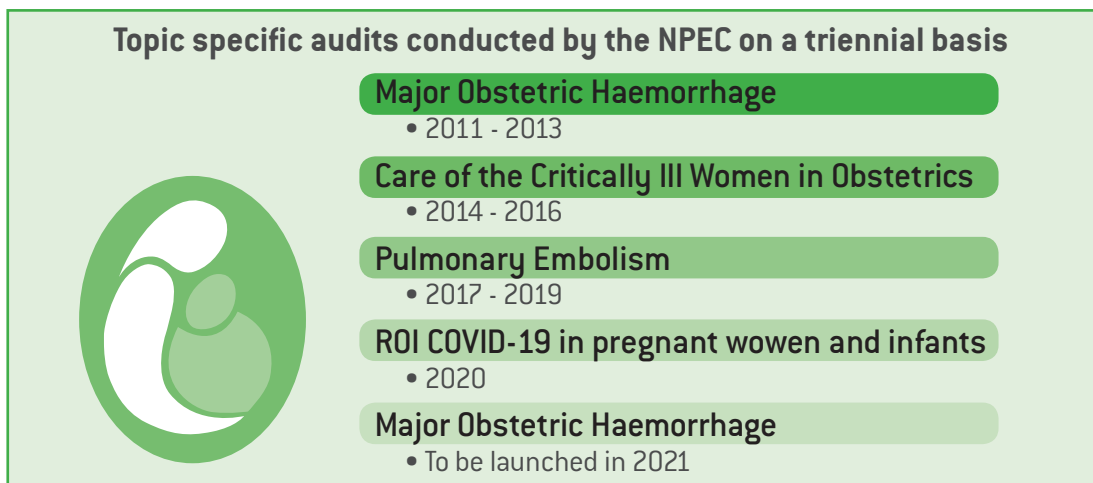 Topic specific audits conducted by the NPEC on a triennial basis
Major Obstetric Haemorrhage
• 2011 - 2013
Care of the Critically Ill Women in Obstetrics
• 2014 - 2016
Pulmonary Embolism
• 2017 - 2019
ROI COVID-19 in pregnant wowen and infants
• 2020
Major Obstetric Haemorrhage
• To be launched in 2021